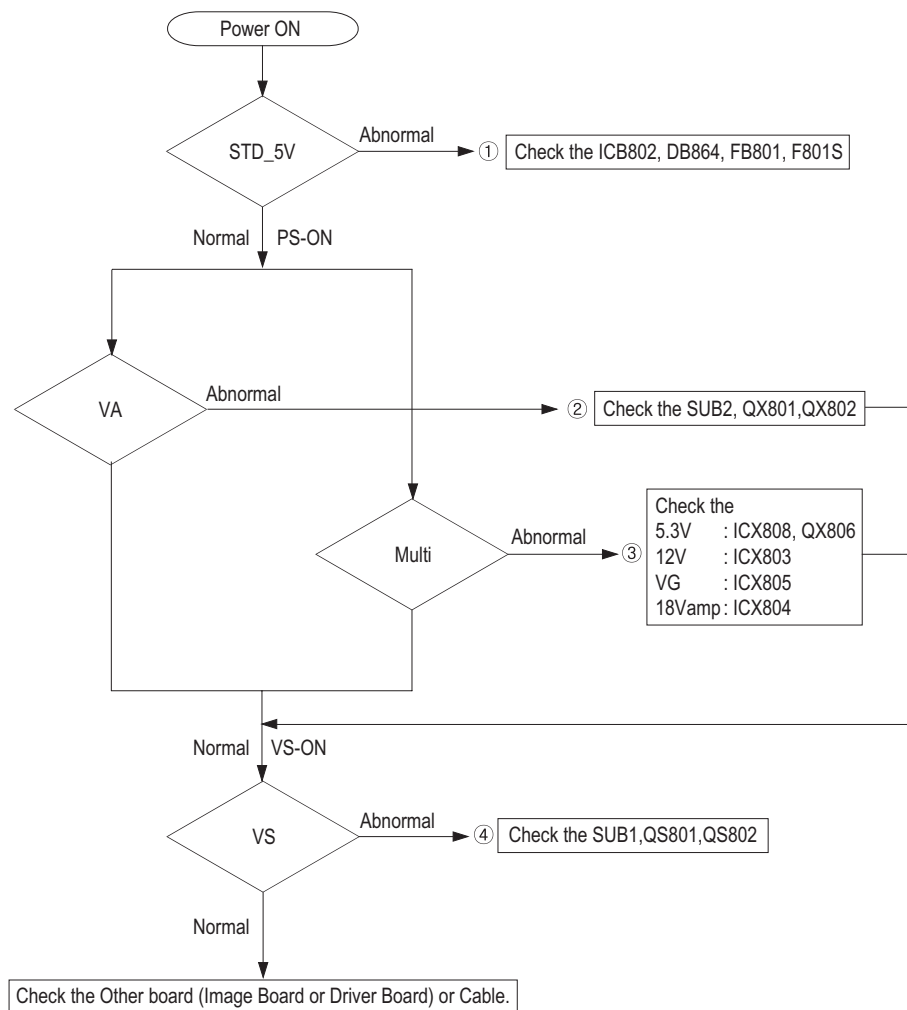 Power ON
STD_5V
Abnormal
① Check the ICB802, DB864, FB801, F801S
Normal PS-ON
VA
Abnormal
② Check the SUB2, QX801,QX802
Multi
Abnormal
③ Check the
5.3V : ICX808, QX806
12V : ICX803
VG : ICX805
18Vamp : ICX804
Normal VS-ON
VS
Abnormal
④ Check the SUB1,QS801,QS802
Normal
Check the Other board (Image Board or Driver Board) or Cable.